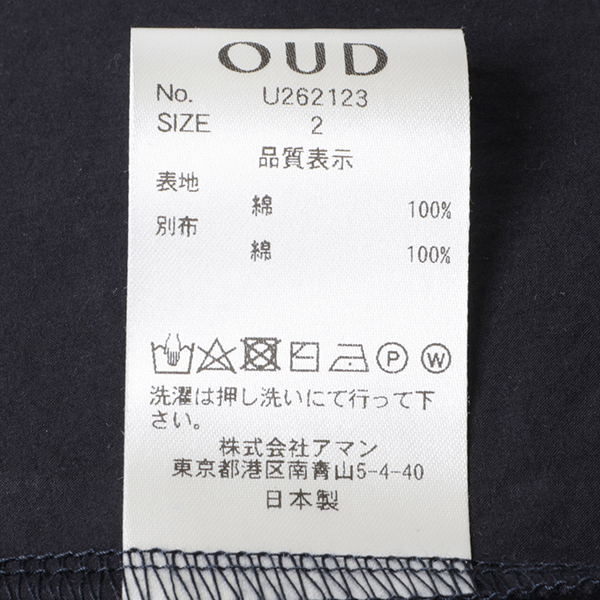 OUD
No. U262123
SIZE 2
品質表示
表地
綿 100%
別布
綿 100%
P W
洗濯は押し洗いにて行って下
さい。
株式会社アマン
東京都港区南青山5-4-40
日本製